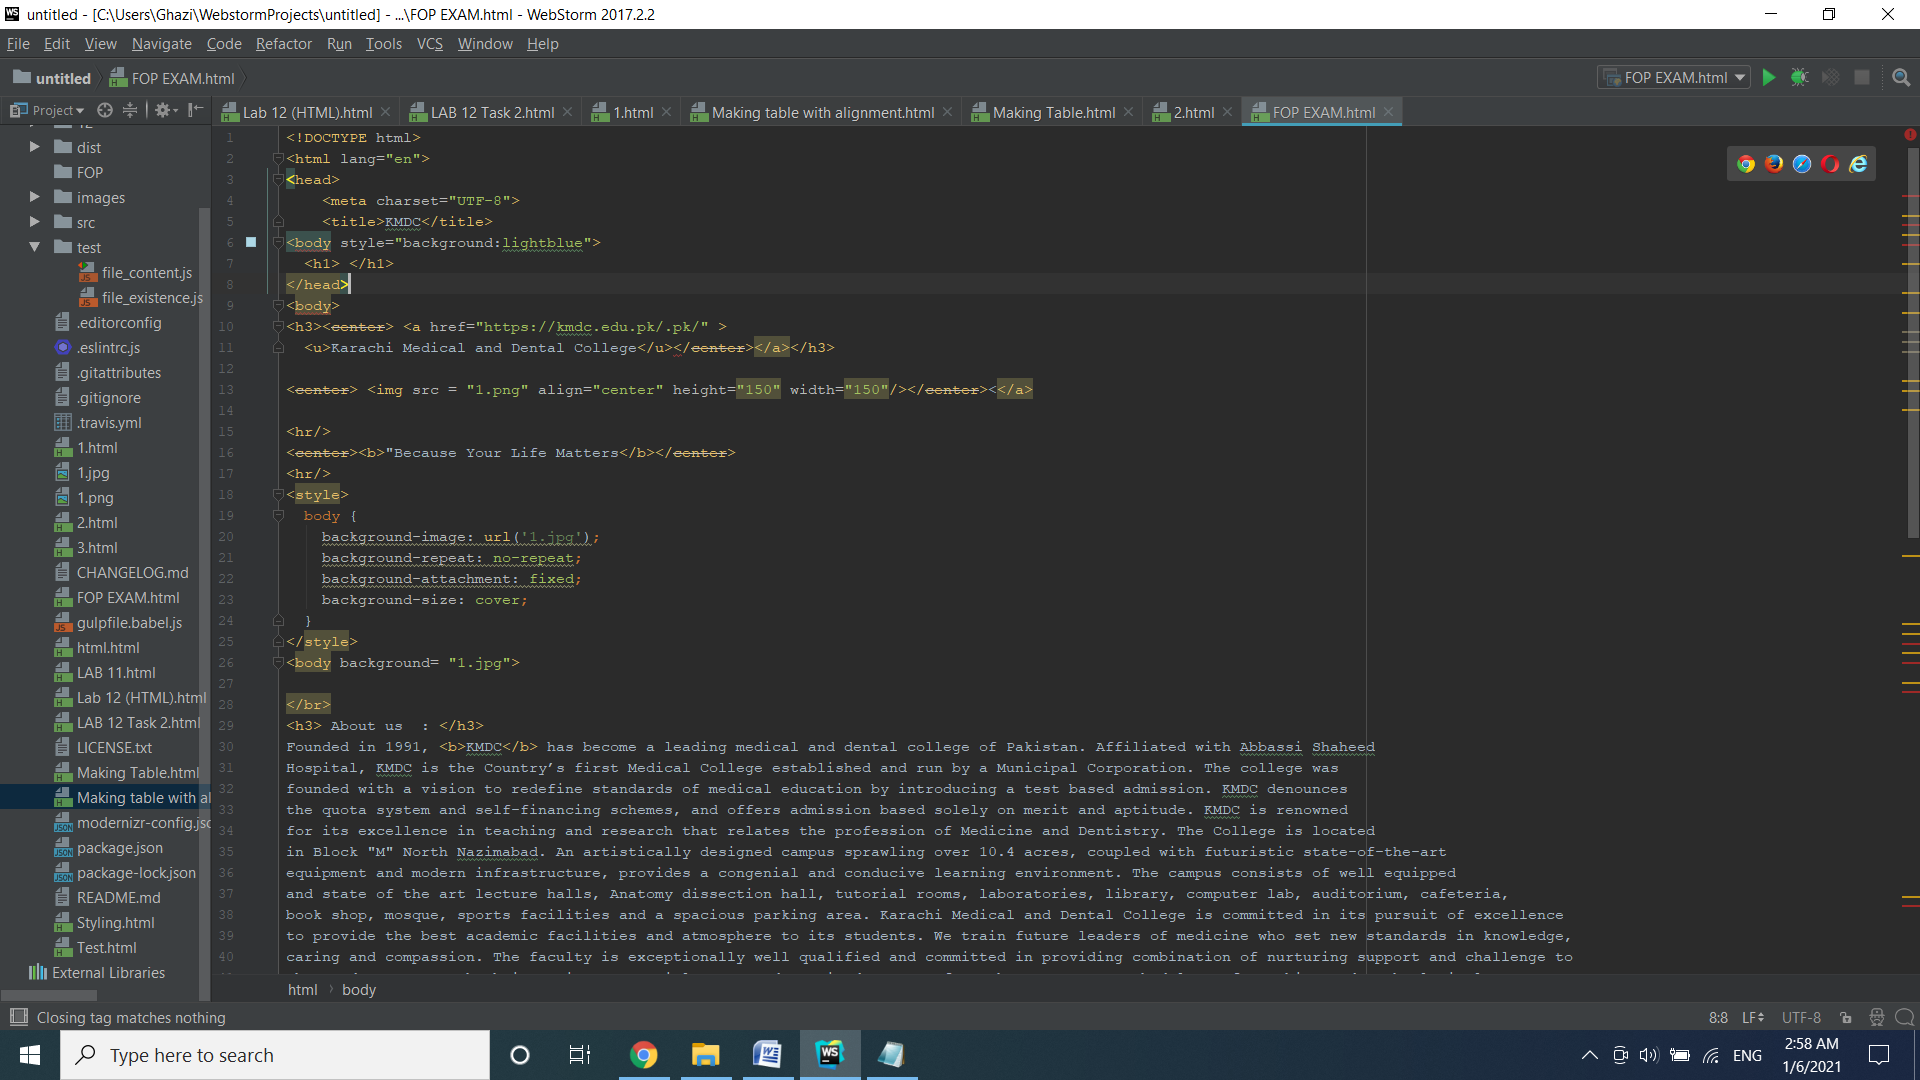 untitled - [C:\Users\Ghazi\WebstormProjects\untitled] - ...\FOP EXAM.html - WebStorm 2017.2.2
File Edit View Navigate Code Refactor Run Tools VCS Window Help
untitled FOP EXAM.html
FOP EXAM.html
Project
Lab 12 (HTML).html LAB 12 Task 2.html 1.html Making table with alignment.html Making Table.html 2.html FOP EXAM.html
dist
FOP
images
src
test
file_content.js
file_existence.js
.editorconfig
.eslintrc.js
.gitattributes
.gitignore
.travis.yml
1.html
1.jpg
1.png
2.html
3.html
CHANGELOG.md
FOP EXAM.html
gulpfile.babel.js
html.html
LAB 11.html
Lab 12 (HTML).html
LAB 12 Task 2.html
LICENSE.txt
Making Table.html
Making table with al
modernizr-config.jso
package.json
package-lock.json
README.md
Styling.html
Test.html
External Libraries
1 <!DOCTYPE html>
2 <html lang="en">
3 <head>
4 <meta charset="UTF-8">
5 <title>KMDC</title>
6 <body style="background:lightblue">
7 <h1> </h1>
8 </head>
9 <body>
10 <h3><center> <a href="https://kmdc.edu.pk/.pk/" >
11 <u>Karachi Medical and Dental College</u></center></a></h3>
12
13 <center> <img src = "1.png" align="center" height="150" width="150"/></center><</a>
14
15 <hr/>
16 <center><b>"Because Your Life Matters</b></center>
17 <hr/>
18 <style>
19 body {
20 background-image: url('1.jpg');
21 background-repeat: no-repeat;
22 background-attachment: fixed;
23 background-size: cover;
24 }
25 </style>
26 <body background= "1.jpg">
27
28 </br>
29 <h3> About us  : </h3>
30 Founded in 1991, <b>KMDC</b> has become a leading medical and dental college of Pakistan. Affiliated with Abbassi Shaheed
31 Hospital, KMDC is the Country’s first Medical College established and run by a Municipal Corporation. The college was
32 founded with a vision to redefine standards of medical education by introducing a test based admission. KMDC denounces
33 the quota system and self-financing schemes, and offers admission based solely on merit and aptitude. KMDC is renowned
34 for its excellence in teaching and research that relates the profession of Medicine and Dentistry. The College is located
35 in Block "M" North Nazimabad. An artistically designed campus sprawling over 10.4 acres, coupled with futuristic state-of-the-art
36 equipment and modern infrastructure, provides a congenial and conducive learning environment. The campus consists of well equipped
37 and state of the art lecture halls, Anatomy dissection hall, tutorial rooms, laboratories, library, computer lab, auditorium, cafeteria,
38 book shop, mosque, sports facilities and a spacious parking area. Karachi Medical and Dental College is committed in its pursuit of excellence
39 to provide the best academic facilities and atmosphere to its students. We train future leaders of medicine who set new standards in knowledge,
40 caring and compassion. The faculty is exceptionally well qualified and committed in providing combination of nurturing support and challenge to
html body
Closing tag matches nothing
8:8 LF UTF-8
Type here to search
ENG
2:58 AM
1/6/2021